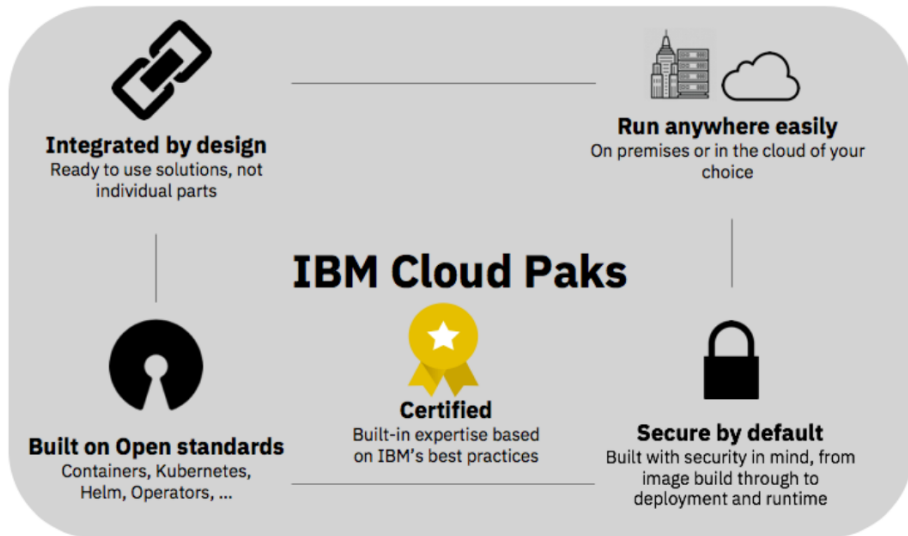 Integrated by design
Ready to use solutions, not
individual parts
Run anywhere easily
On premises or in the cloud of your
choice
IBM Cloud Paks
Built on Open standards
Containers, Kubernetes,
Helm, Operators, ...
Certified
Built-in expertise based
on IBM's best practices
Secure by default
Built with security in mind, from
image build through to
deployment and runtime